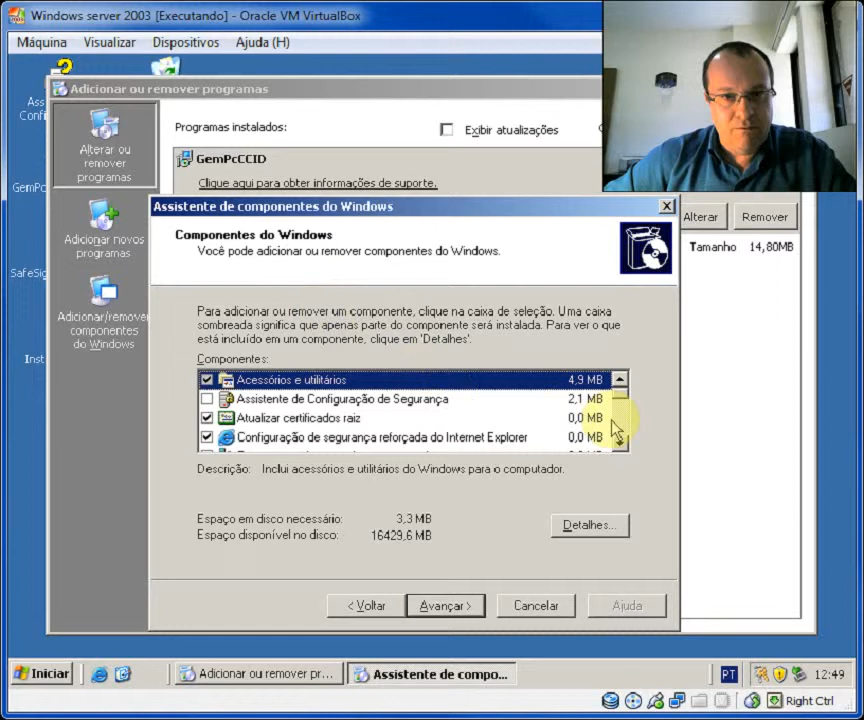 Windows server 2003 [Executando] - Oracle VM VirtualBox
Máquina Visualizar Dispositivos Ajuda (H)
Adicionar ou remover programas
Ass
Confi
GemPc
SafeSig
Inst
Alterar ou
remover
programas
Adicionar novos
programas
Adicionar/remover
componentes
do Windows
Programas instalados:
Exibir atualizações
GemPcCCID
Clique aqui para obter informações de suporte.
Alterar
Remover
Tamanho 14,80MB
Assistente de componentes do Windows
Componentes do Windows
Você pode adicionar ou remover componentes do Windows.
Para adicionar ou remover um componente, clique na caixa de seleção. Uma caixa
sombreada significa que apenas parte do componente será instalada. Para ver o que
está incluído em um componente, clique em 'Detalhes'.
Componentes:
Acessórios e utilitários 4,9 MB
Assistente de Configuração de Segurança 2,1 MB
Atualizar certificados raiz 0,0 MB
Configuração de segurança reforçada do Internet Explorer 0,0 MB
Descrição: Inclui acessórios e utilitários do Windows para o computador.
Espaço em disco necessário: 3,3 MB
Espaço disponível no disco: 16429,6 MB
Detalhes...
< Voltar
Avançar >
Cancelar
Ajuda
Iniciar
Adicionar ou remover pr...
Assistente de compo...
PT
12:49
Right Ctrl